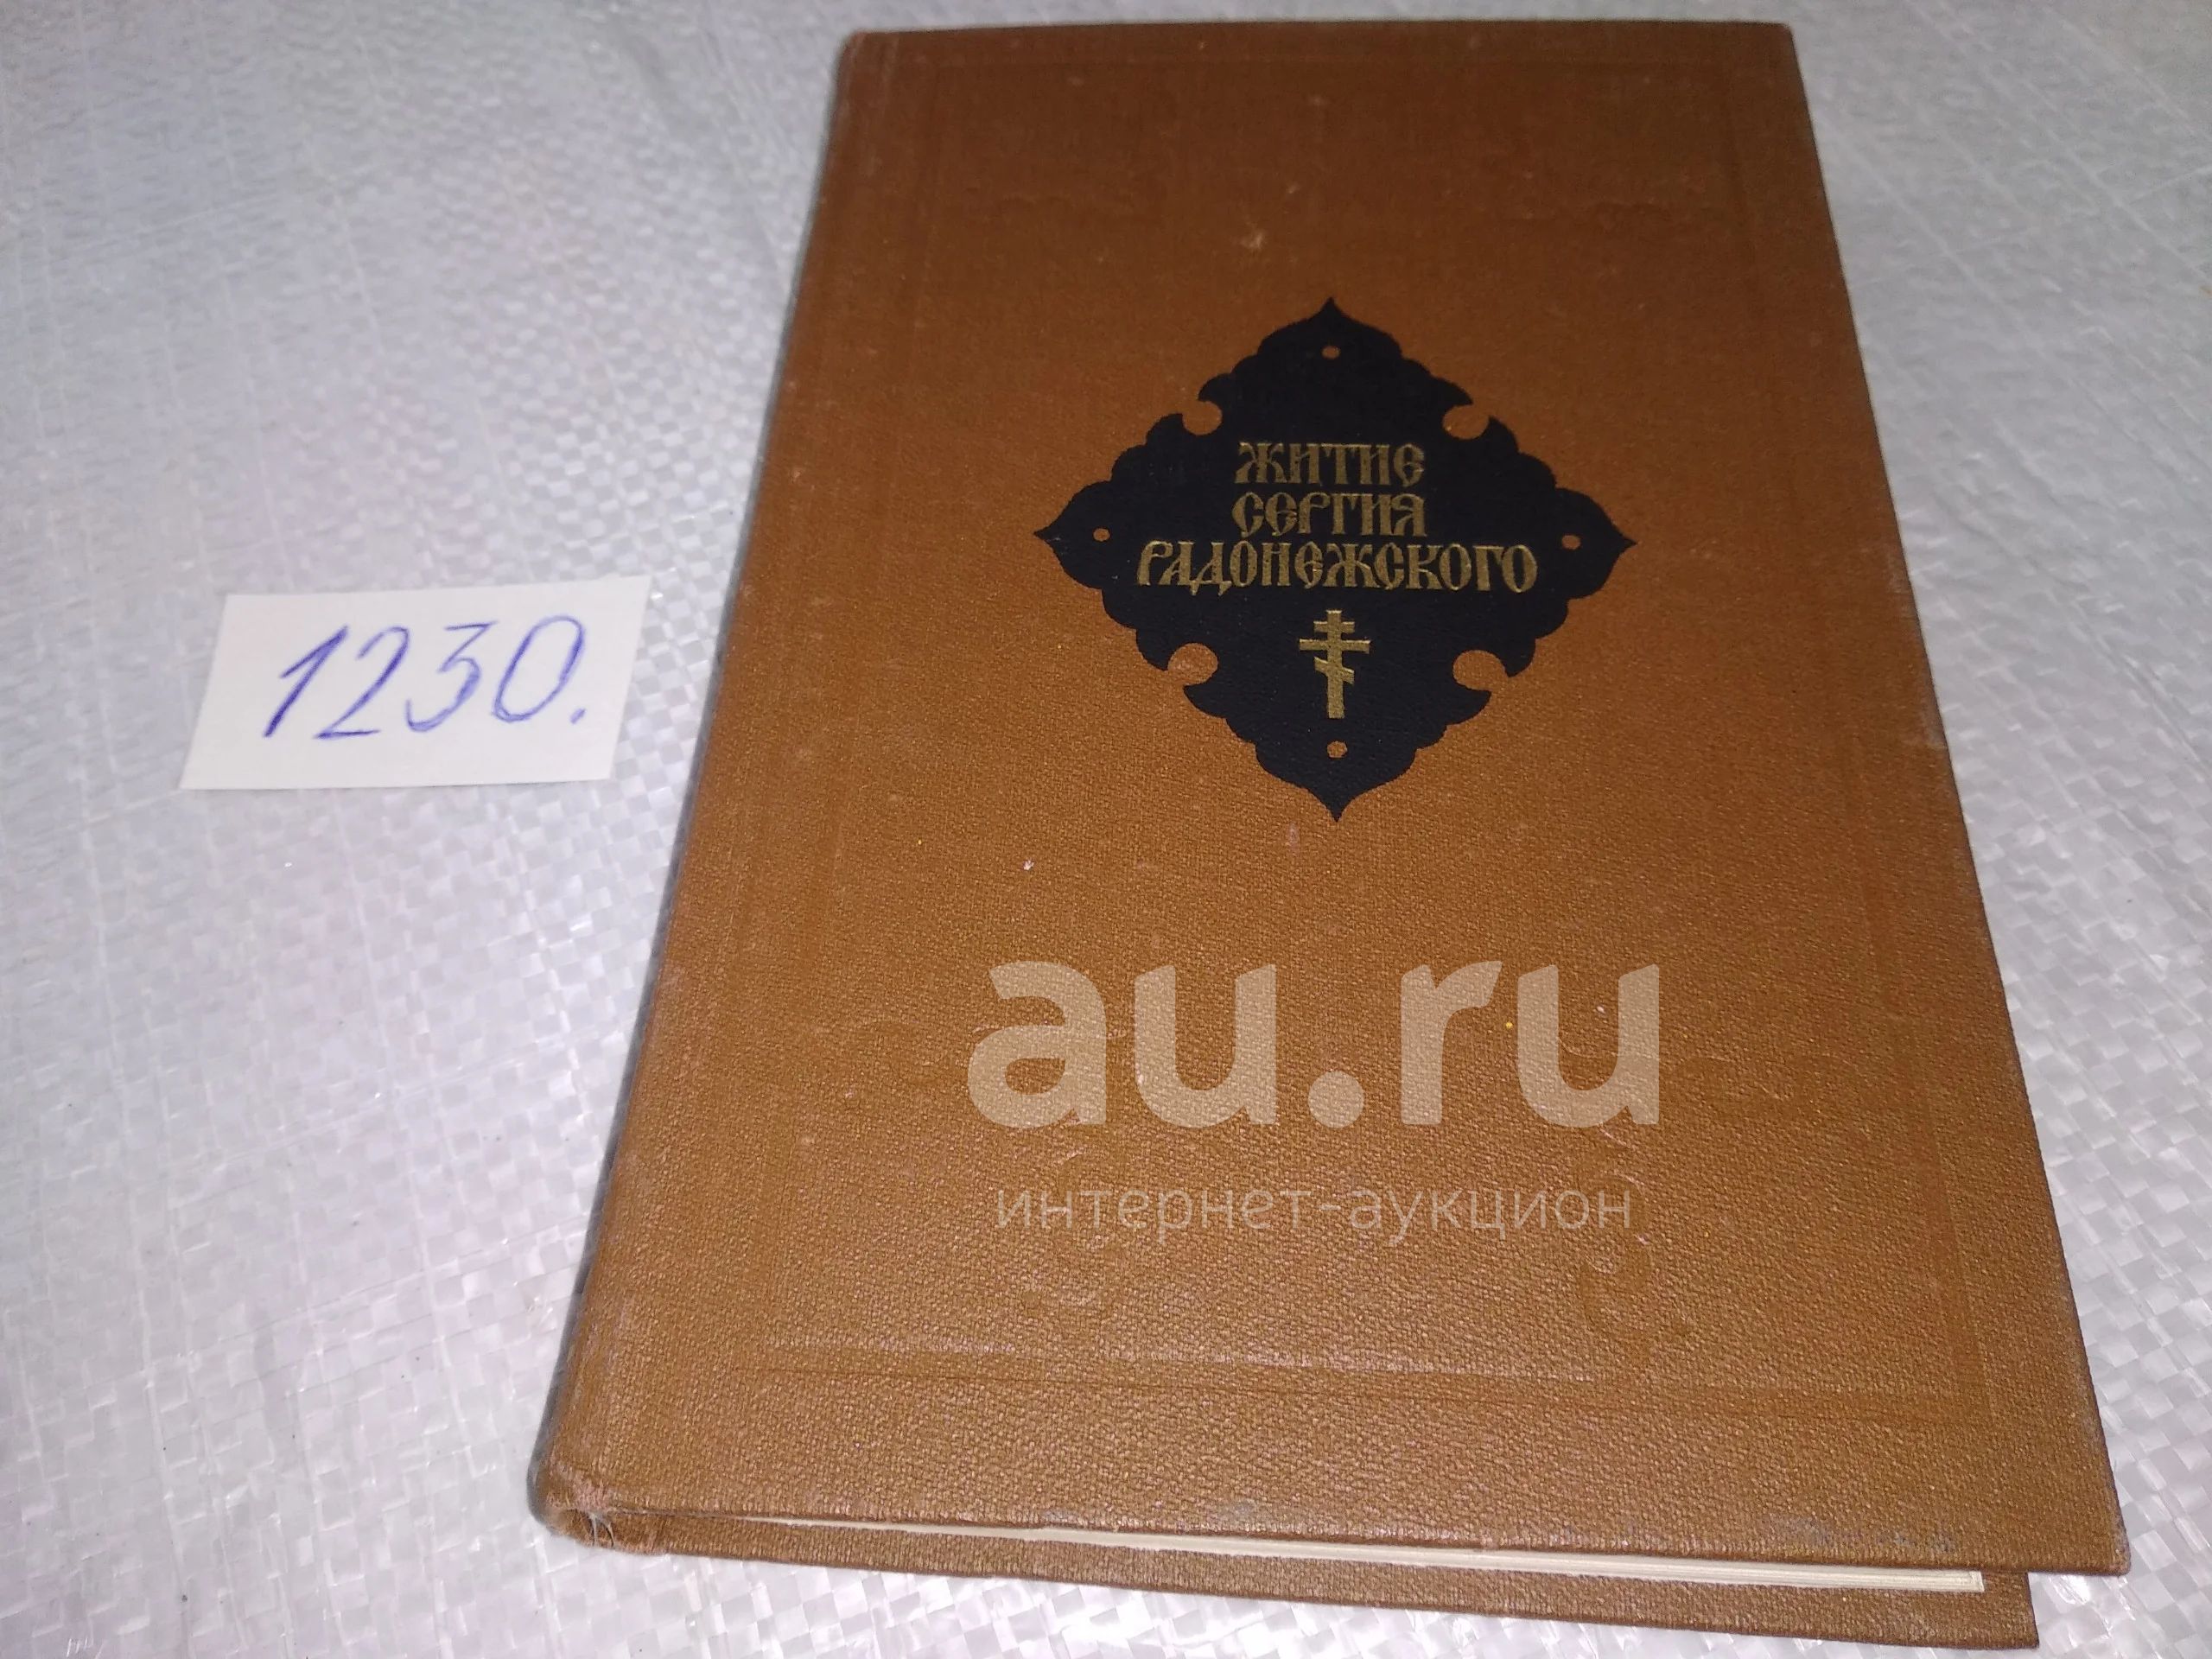 ЖИТИЕ
СЕРГИЯ
РАДОНЕЖСКОГО
1230.
au.ru
интернет-аукцион